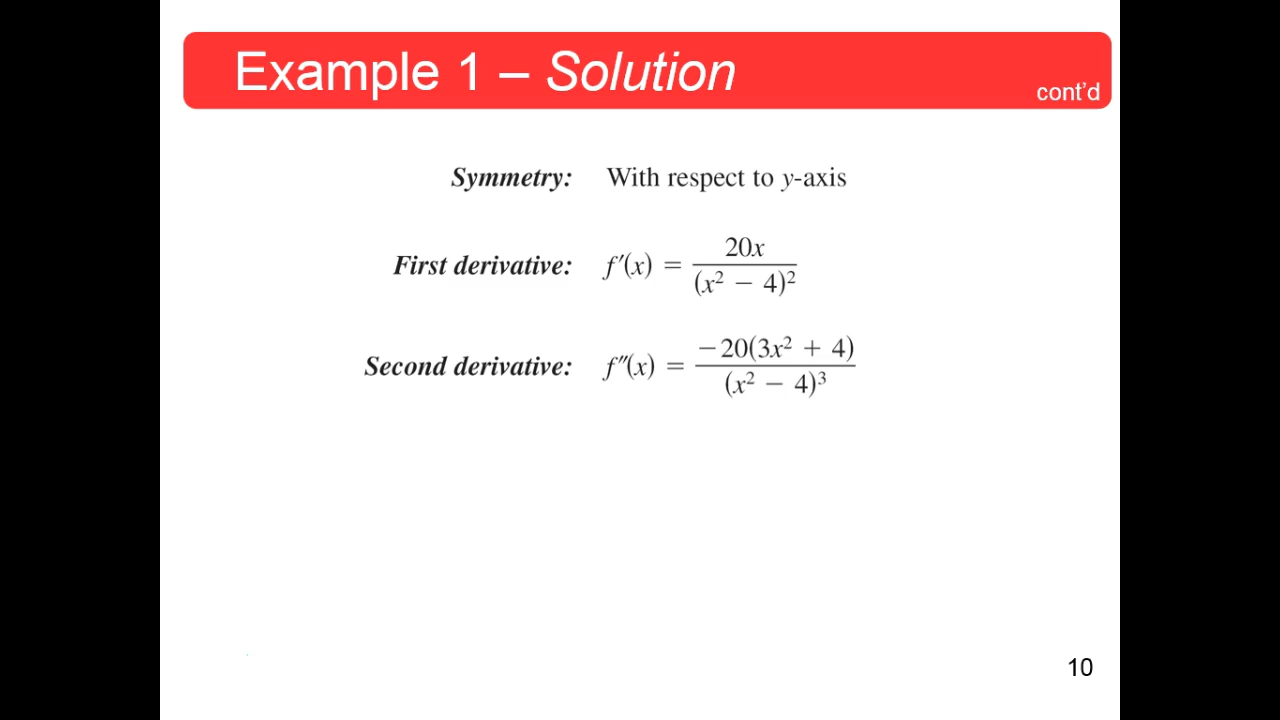 Example 1 – Solution
cont'd
Symmetry: With respect to y-axis
First derivative: f′(x) = 20x / (x² − 4)²
Second derivative: f″(x) = −20(3x² + 4) / (x² − 4)³
10